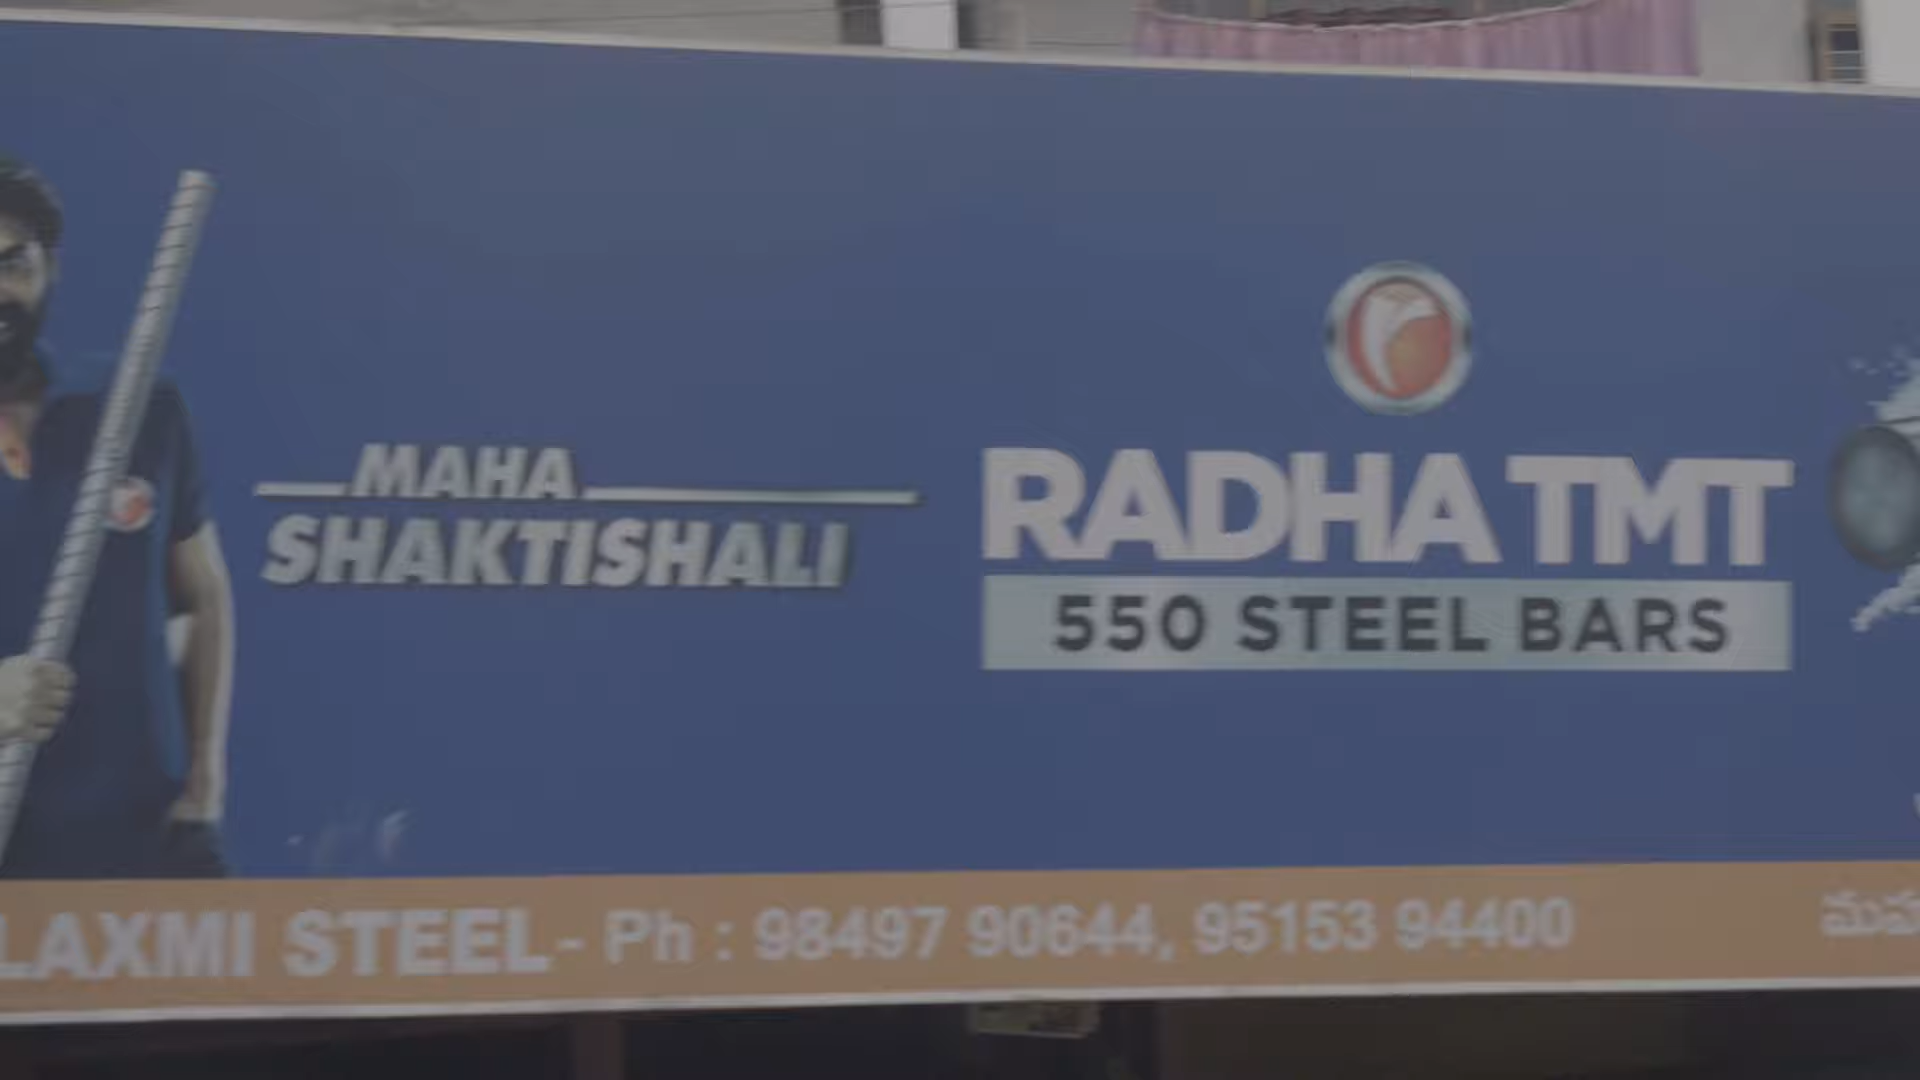 MAHA
SHAKTISHALI
RADHA TMT
550 STEEL BARS
LAXMI STEEL - Ph : 98497 90644, 95153 94400